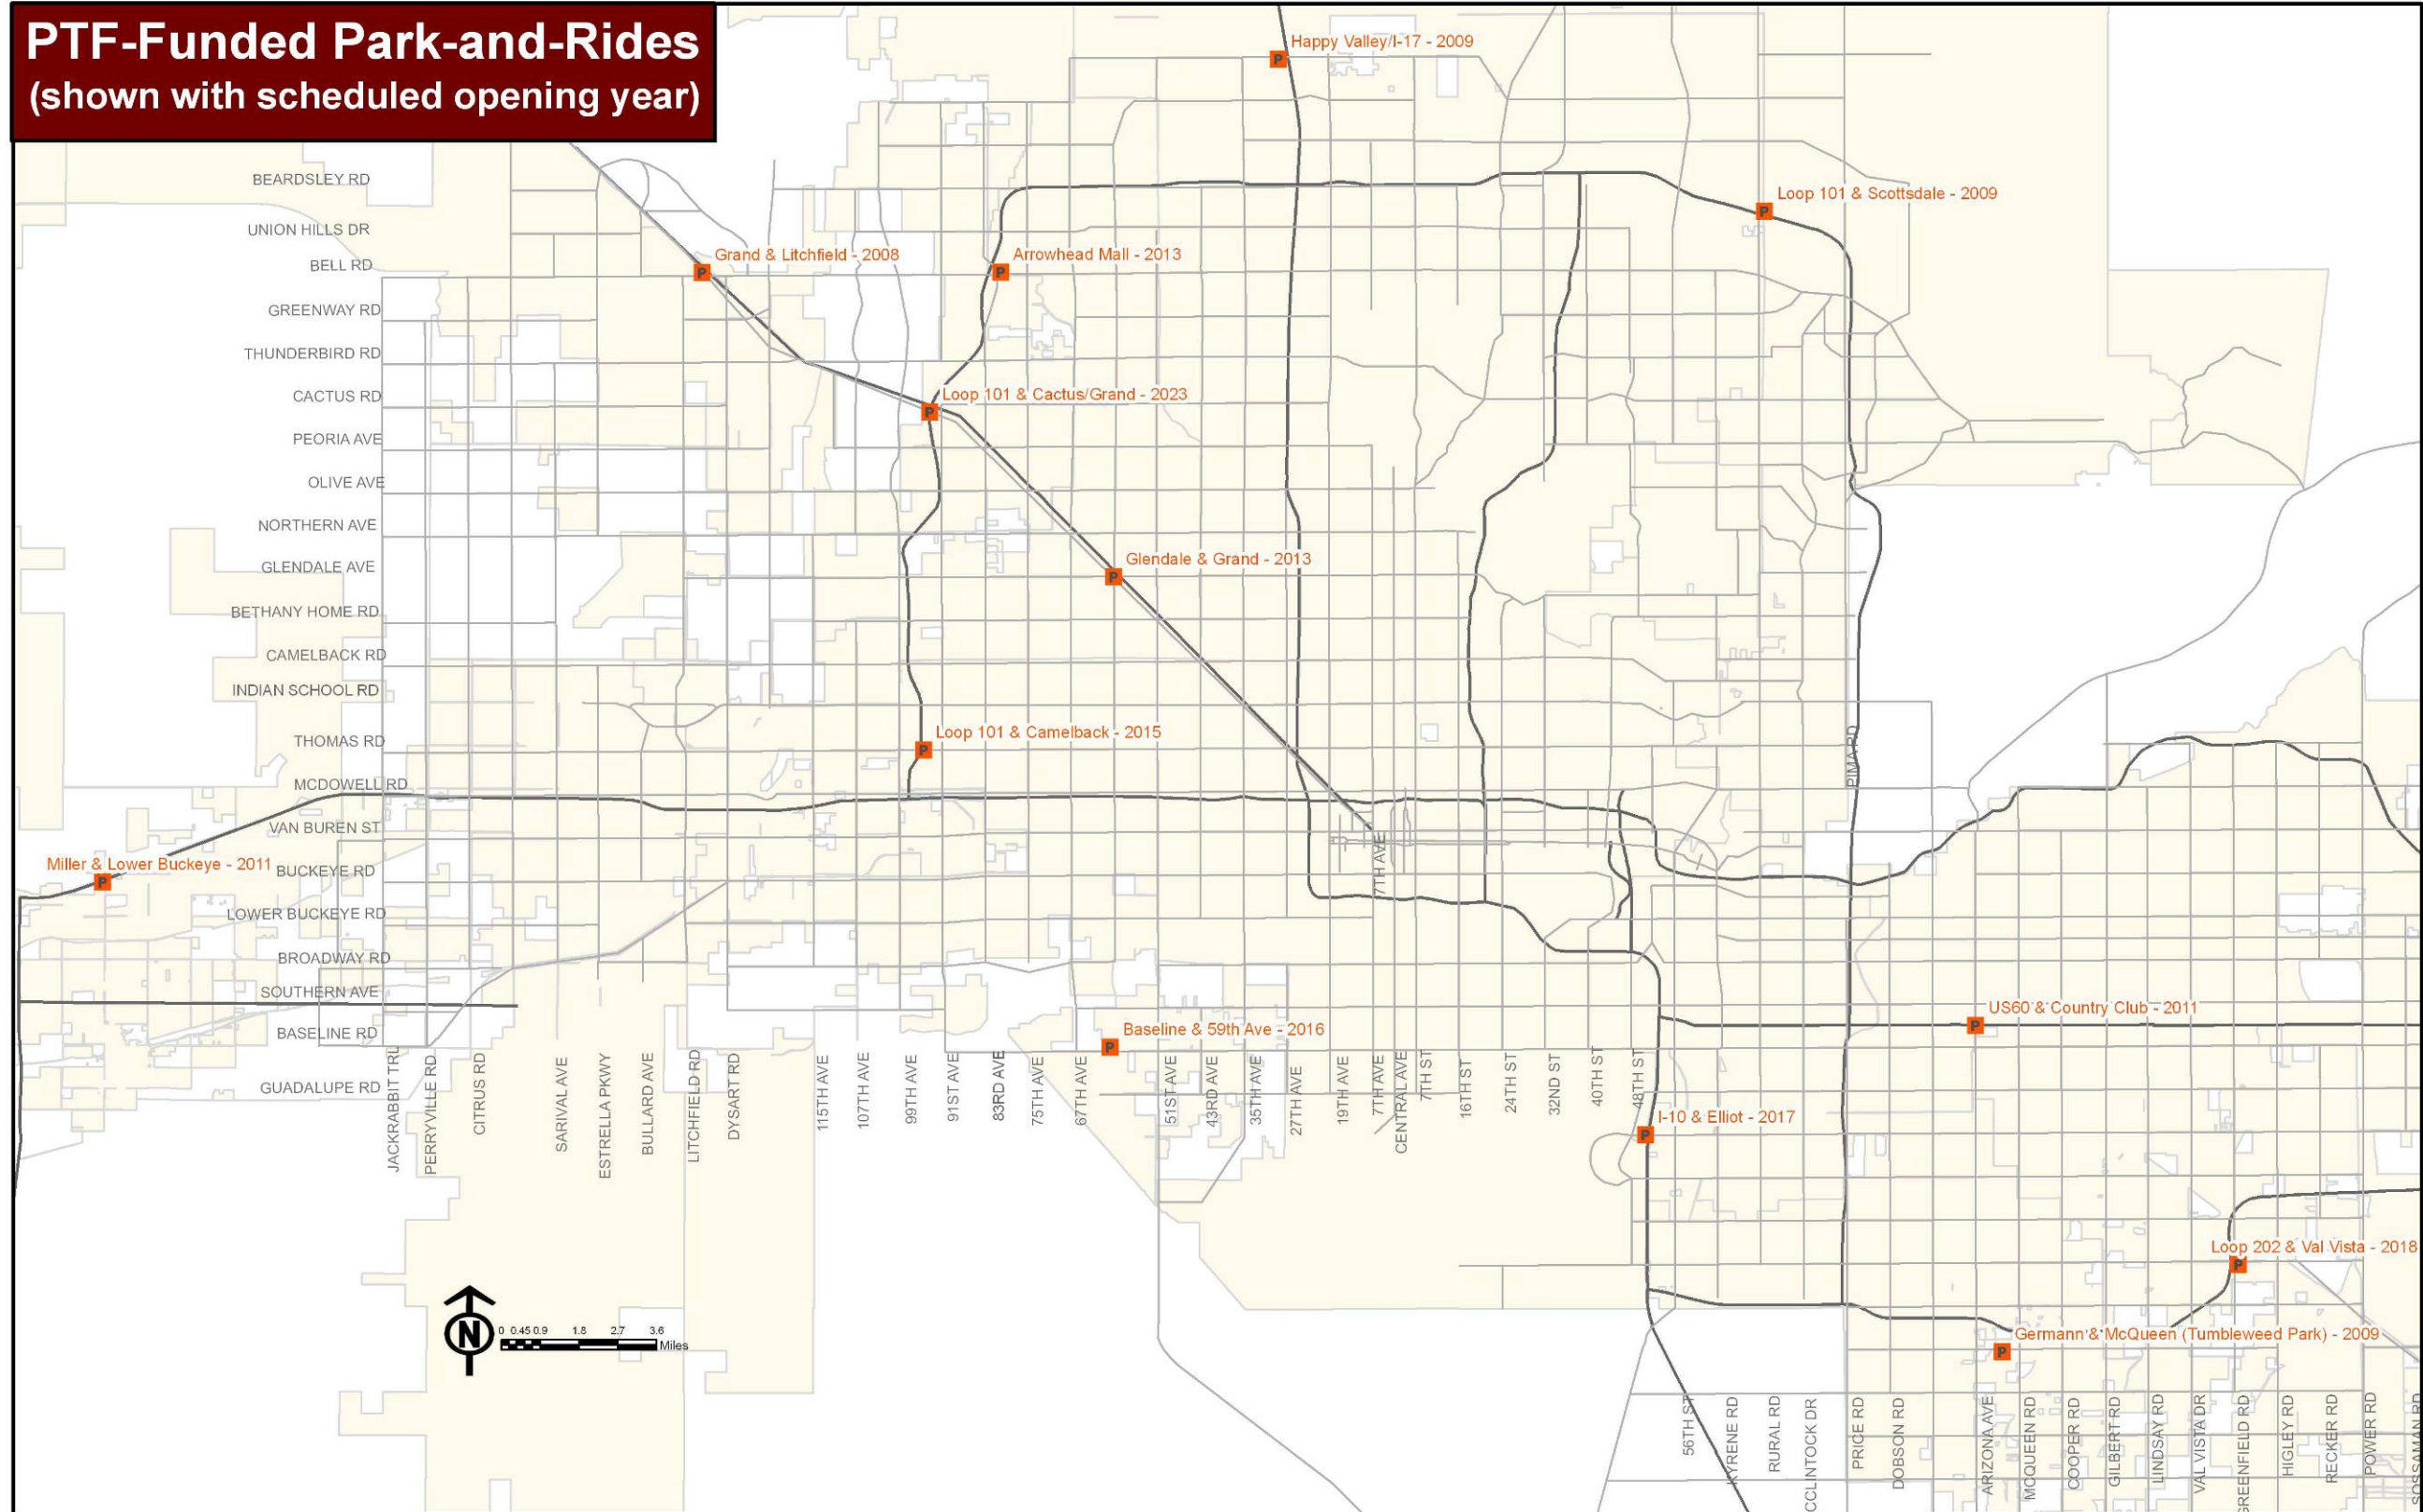 PTF-Funded Park-and-Rides
(shown with scheduled opening year)
Happy Valley/I-17 - 2009
Loop 101 & Scottsdale - 2009
Grand & Litchfield - 2008
Arrowhead Mall - 2013
Loop 101 & Cactus/Grand - 2023
Glendale & Grand - 2013
Loop 101 & Camelback - 2015
Miller & Lower Buckeye - 2011
Baseline & 59th Ave - 2016
US60 & Country Club - 2011
I-10 & Elliot - 2017
Loop 202 & Val Vista - 2018
Germann & McQueen (Tumbleweed Park) - 2009
P
P
P
P
P
P
P
P
P
P
P
P
P
BEARDSLEY RD
UNION HILLS DR
BELL RD
GREENWAY RD
THUNDERBIRD RD
CACTUS RD
PEORIA AVE
OLIVE AVE
NORTHERN AVE
GLENDALE AVE
BETHANY HOME RD
CAMELBACK RD
INDIAN SCHOOL RD
THOMAS RD
MCDOWELL RD
VAN BUREN ST
BUCKEYE RD
LOWER BUCKEYE RD
BROADWAY RD
SOUTHERN AVE
BASELINE RD
GUADALUPE RD
PIMA RD
7TH AVE
JACKRABBIT TRL
PERRYVILLE RD
CITRUS RD
SARIVAL AVE
ESTRELLA PKWY
BULLARD AVE
LITCHFIELD RD
DYSART RD
115TH AVE
107TH AVE
99TH AVE
91ST AVE
83RD AVE
75TH AVE
67TH AVE
51ST AVE
43RD AVE
35TH AVE
27TH AVE
19TH AVE
7TH AVE
CENTRAL AVE
7TH ST
16TH ST
24TH ST
32ND ST
40TH ST
48TH ST
56TH ST
KYRENE RD
RURAL RD
CCLINTOCK DR
PRICE RD
DOBSON RD
ARIZONA AVE
MCQUEEN RD
COOPER RD
GILBERT RD
LINDSAY RD
VAL VISTA DR
GREENFIELD RD
HIGLEY RD
RECKER RD
POWER RD
SOSSAMAN RD
N
0 0.45 0.9 1.8 2.7 3.6
Miles